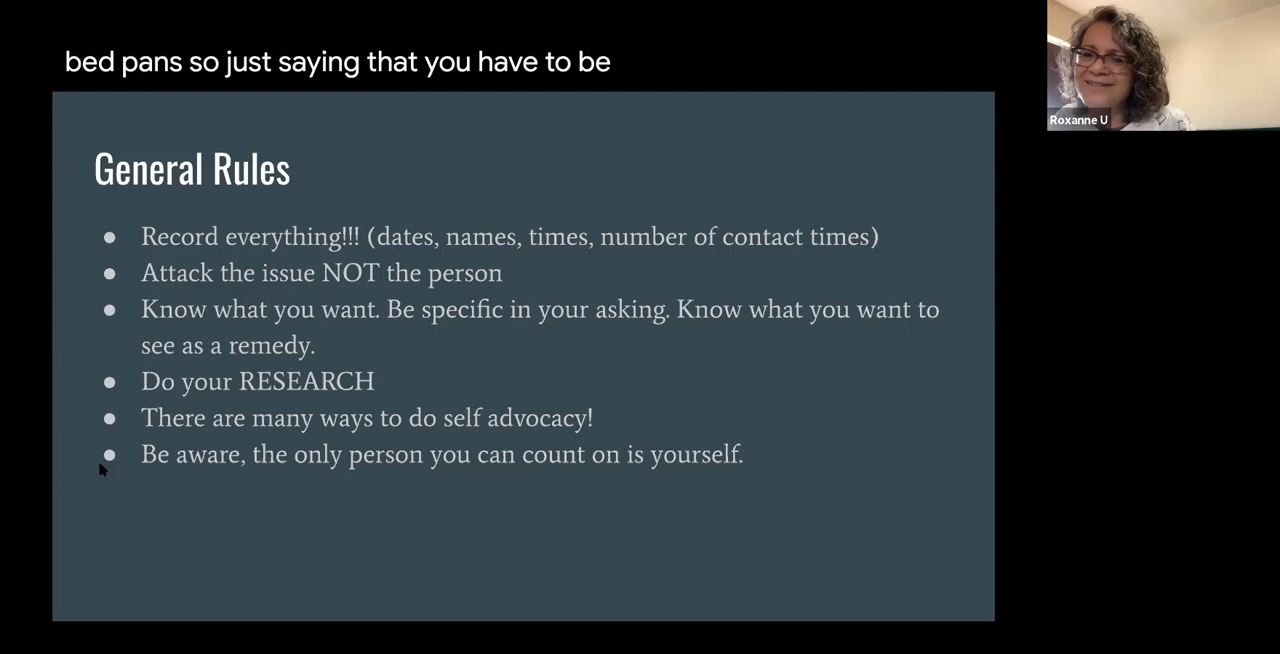 bed pans so just saying that you have to be
Roxanne U
General Rules
● Record everything!!! (dates, names, times, number of contact times)
● Attack the issue NOT the person
● Know what you want. Be specific in your asking. Know what you want to
see as a remedy.
● Do your RESEARCH
● There are many ways to do self advocacy!
● Be aware, the only person you can count on is yourself.